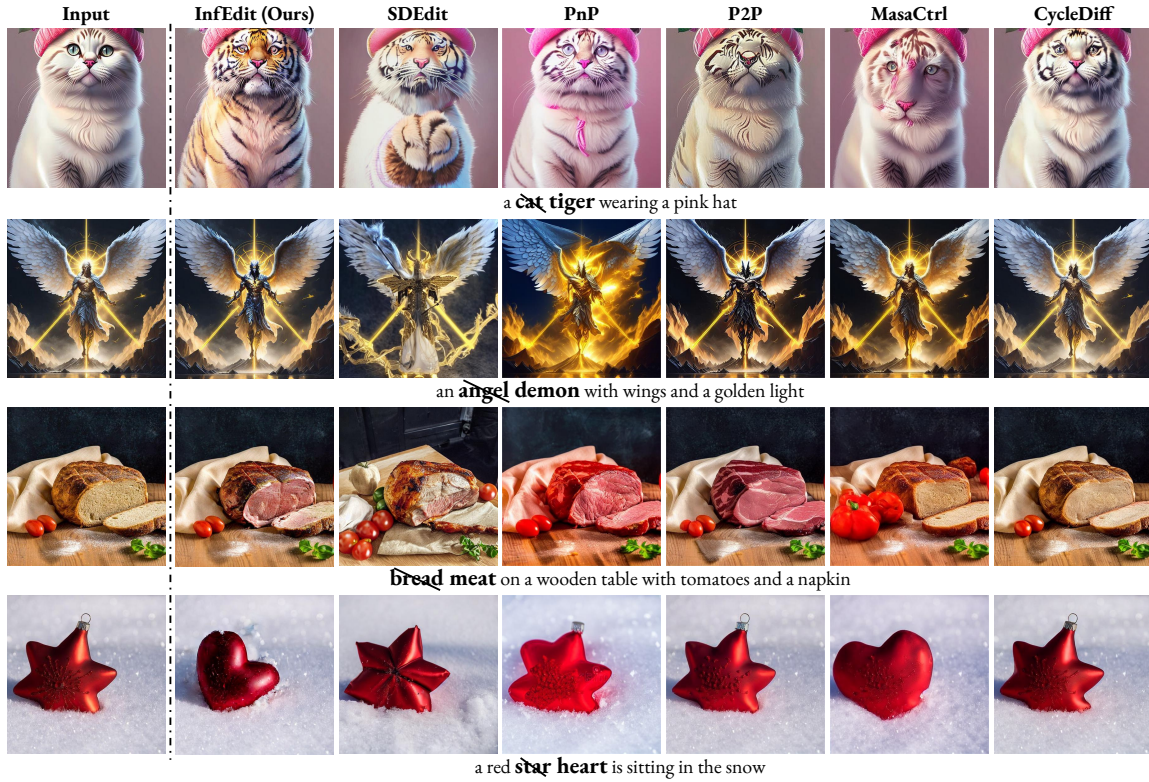 Input InfEdit (Ours) SDEdit PnP P2P MasaCtrl CycleDiff
a cat tiger wearing a pink hat
an angel demon with wings and a golden light
bread meat on a wooden table with tomatoes and a napkin
a red star heart is sitting in the snow